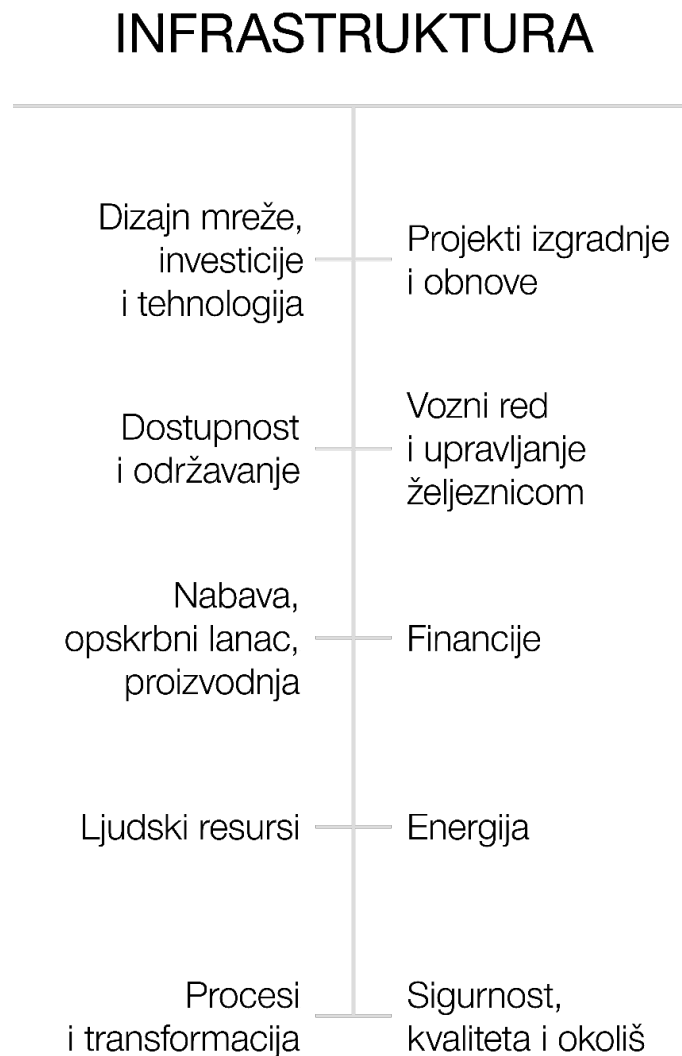 INFRASTRUKTURA
Dizajn mreže,
investicije
i tehnologija
Projekti izgradnje
i obnove
Dostupnost
i održavanje
Vozni red
i upravljanje
željeznicom
Nabava,
opskrbni lanac,
proizvodnja
Financije
Ljudski resursi
Energija
Procesi
i transformacija
Sigurnost,
kvaliteta i okoliš